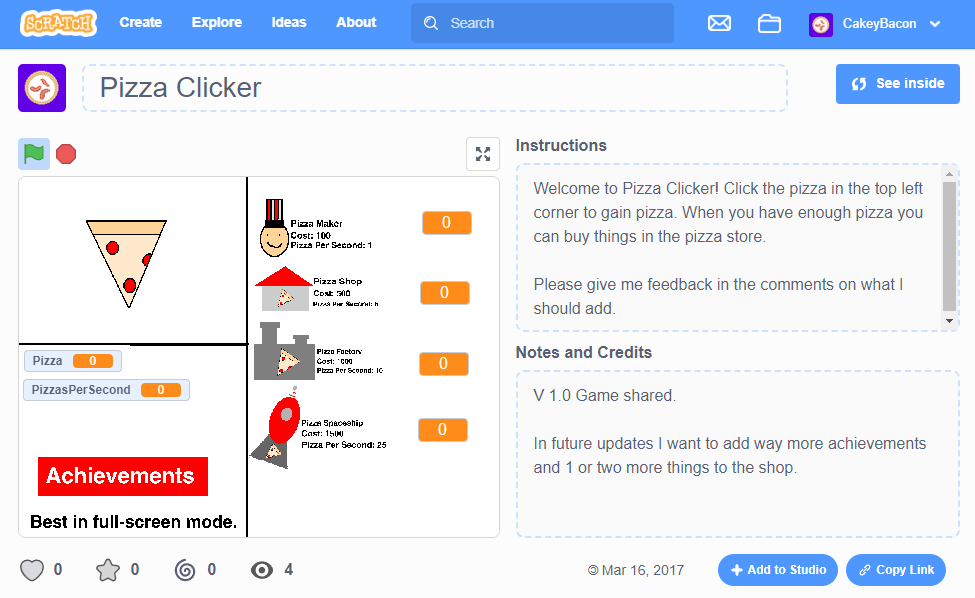 SCRATCH Create Explore Ideas About Search CakeyBacon
Pizza Clicker
See inside
Instructions
Welcome to Pizza Clicker! Click the pizza in the top left
corner to gain pizza. When you have enough pizza you
can buy things in the pizza store.
Please give me feedback in the comments on what I
should add.
Notes and Credits
V 1.0 Game shared.
In future updates I want to add way more achievements
and 1 or two more things to the shop.
Pizza Maker
Cost: 100
Pizza Per Second: 1
0
Pizza Shop
Cost: 500
Pizza Per Second: 5
0
Pizza Factory
Cost: 1000
Pizza Per Second: 10
0
Pizza Spaceship
Cost: 1500
Pizza Per Second: 25
0
Pizza 0
PizzasPerSecond 0
Achievements
Best in full-screen mode.
0 0 0 4
© Mar 16, 2017
Add to Studio
Copy Link